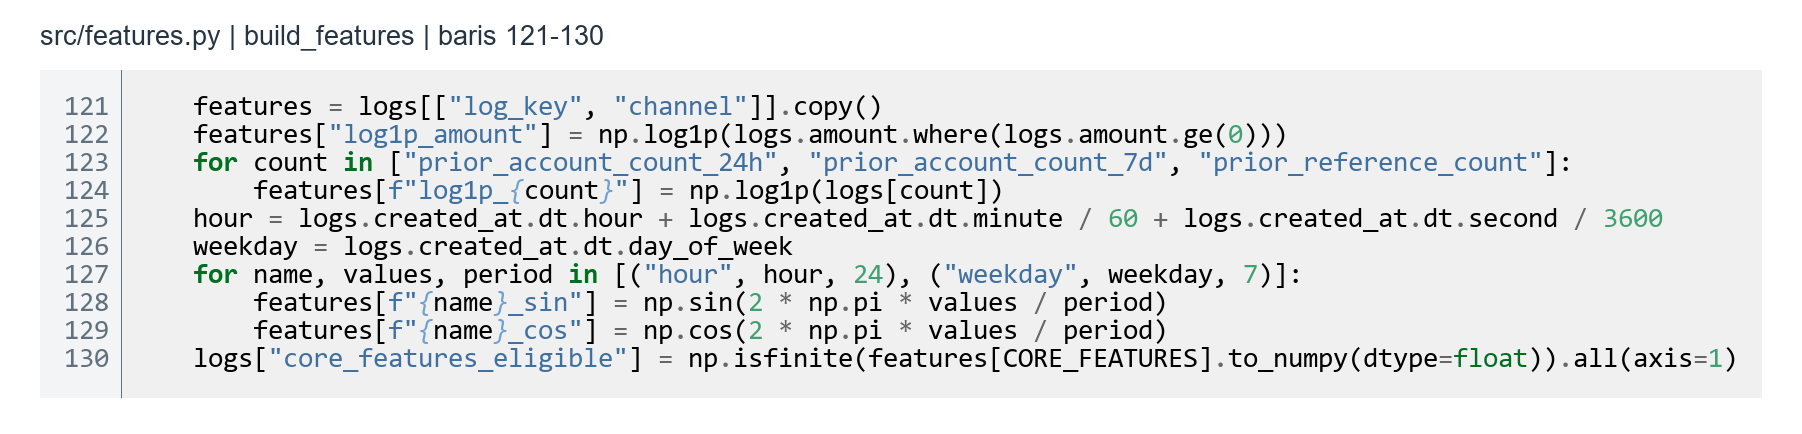 src/features.py | build_features | baris 121-130
121     features = logs[["log_key", "channel"]].copy()
122     features["log1p_amount"] = np.log1p(logs.amount.where(logs.amount.ge(0)))
123     for count in ["prior_account_count_24h", "prior_account_count_7d", "prior_reference_count"]:
124         features[f"log1p_{count}"] = np.log1p(logs[count])
125     hour = logs.created_at.dt.hour + logs.created_at.dt.minute / 60 + logs.created_at.dt.second / 3600
126     weekday = logs.created_at.dt.day_of_week
127     for name, values, period in [("hour", hour, 24), ("weekday", weekday, 7)]:
128         features[f"{name}_sin"] = np.sin(2 * np.pi * values / period)
129         features[f"{name}_cos"] = np.cos(2 * np.pi * values / period)
130     logs["core_features_eligible"] = np.isfinite(features[CORE_FEATURES].to_numpy(dtype=float)).all(axis=1)